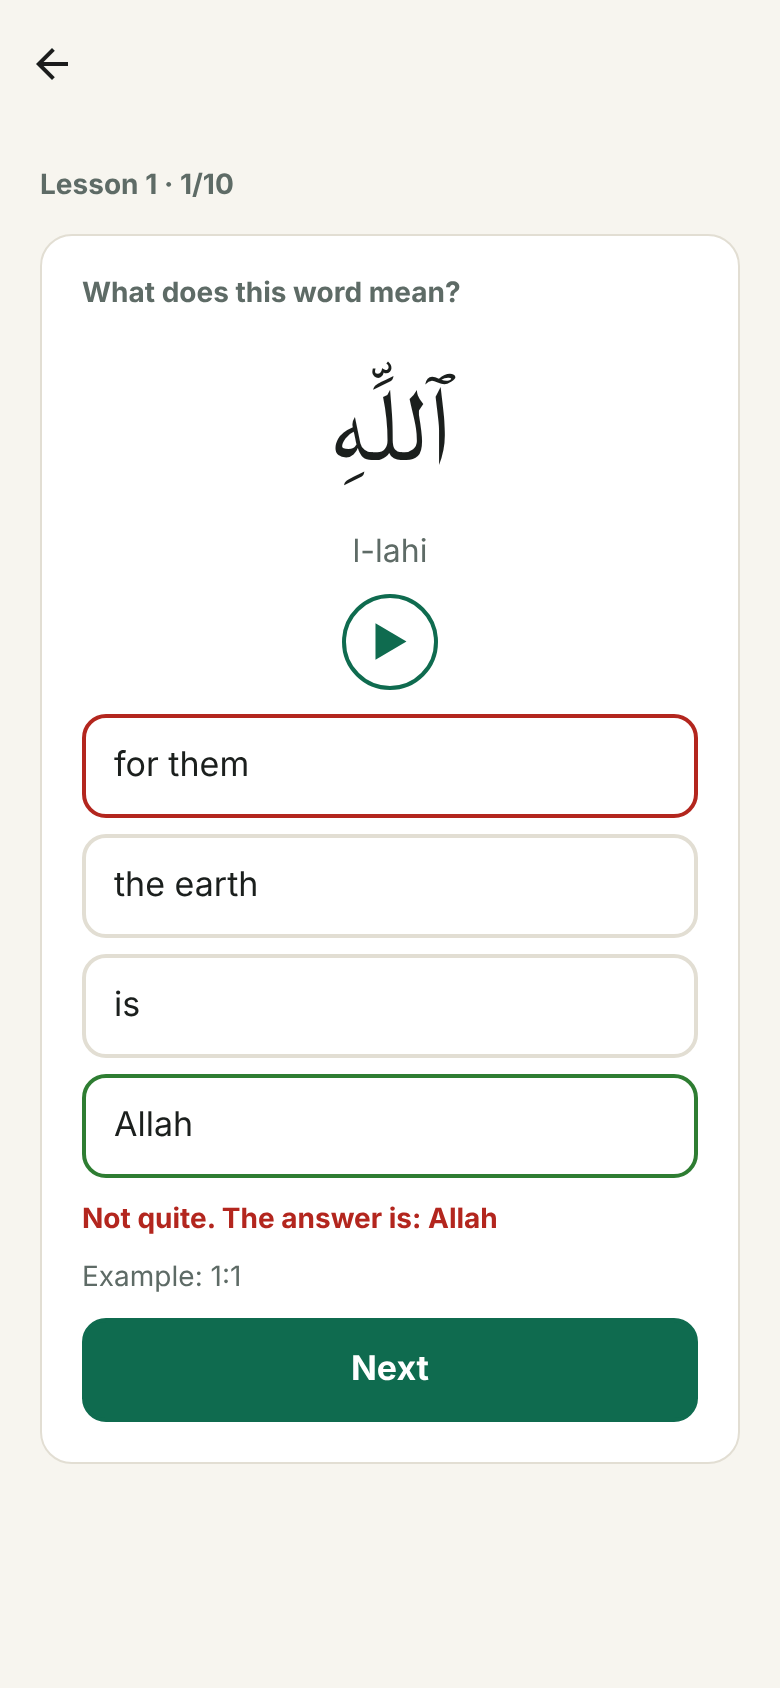 Lesson 1 · 1/10
What does this word mean?
ٱللَّهِ
l-lahi
for them
the earth
is
Allah
Not quite. The answer is: Allah
Example: 1:1
Next